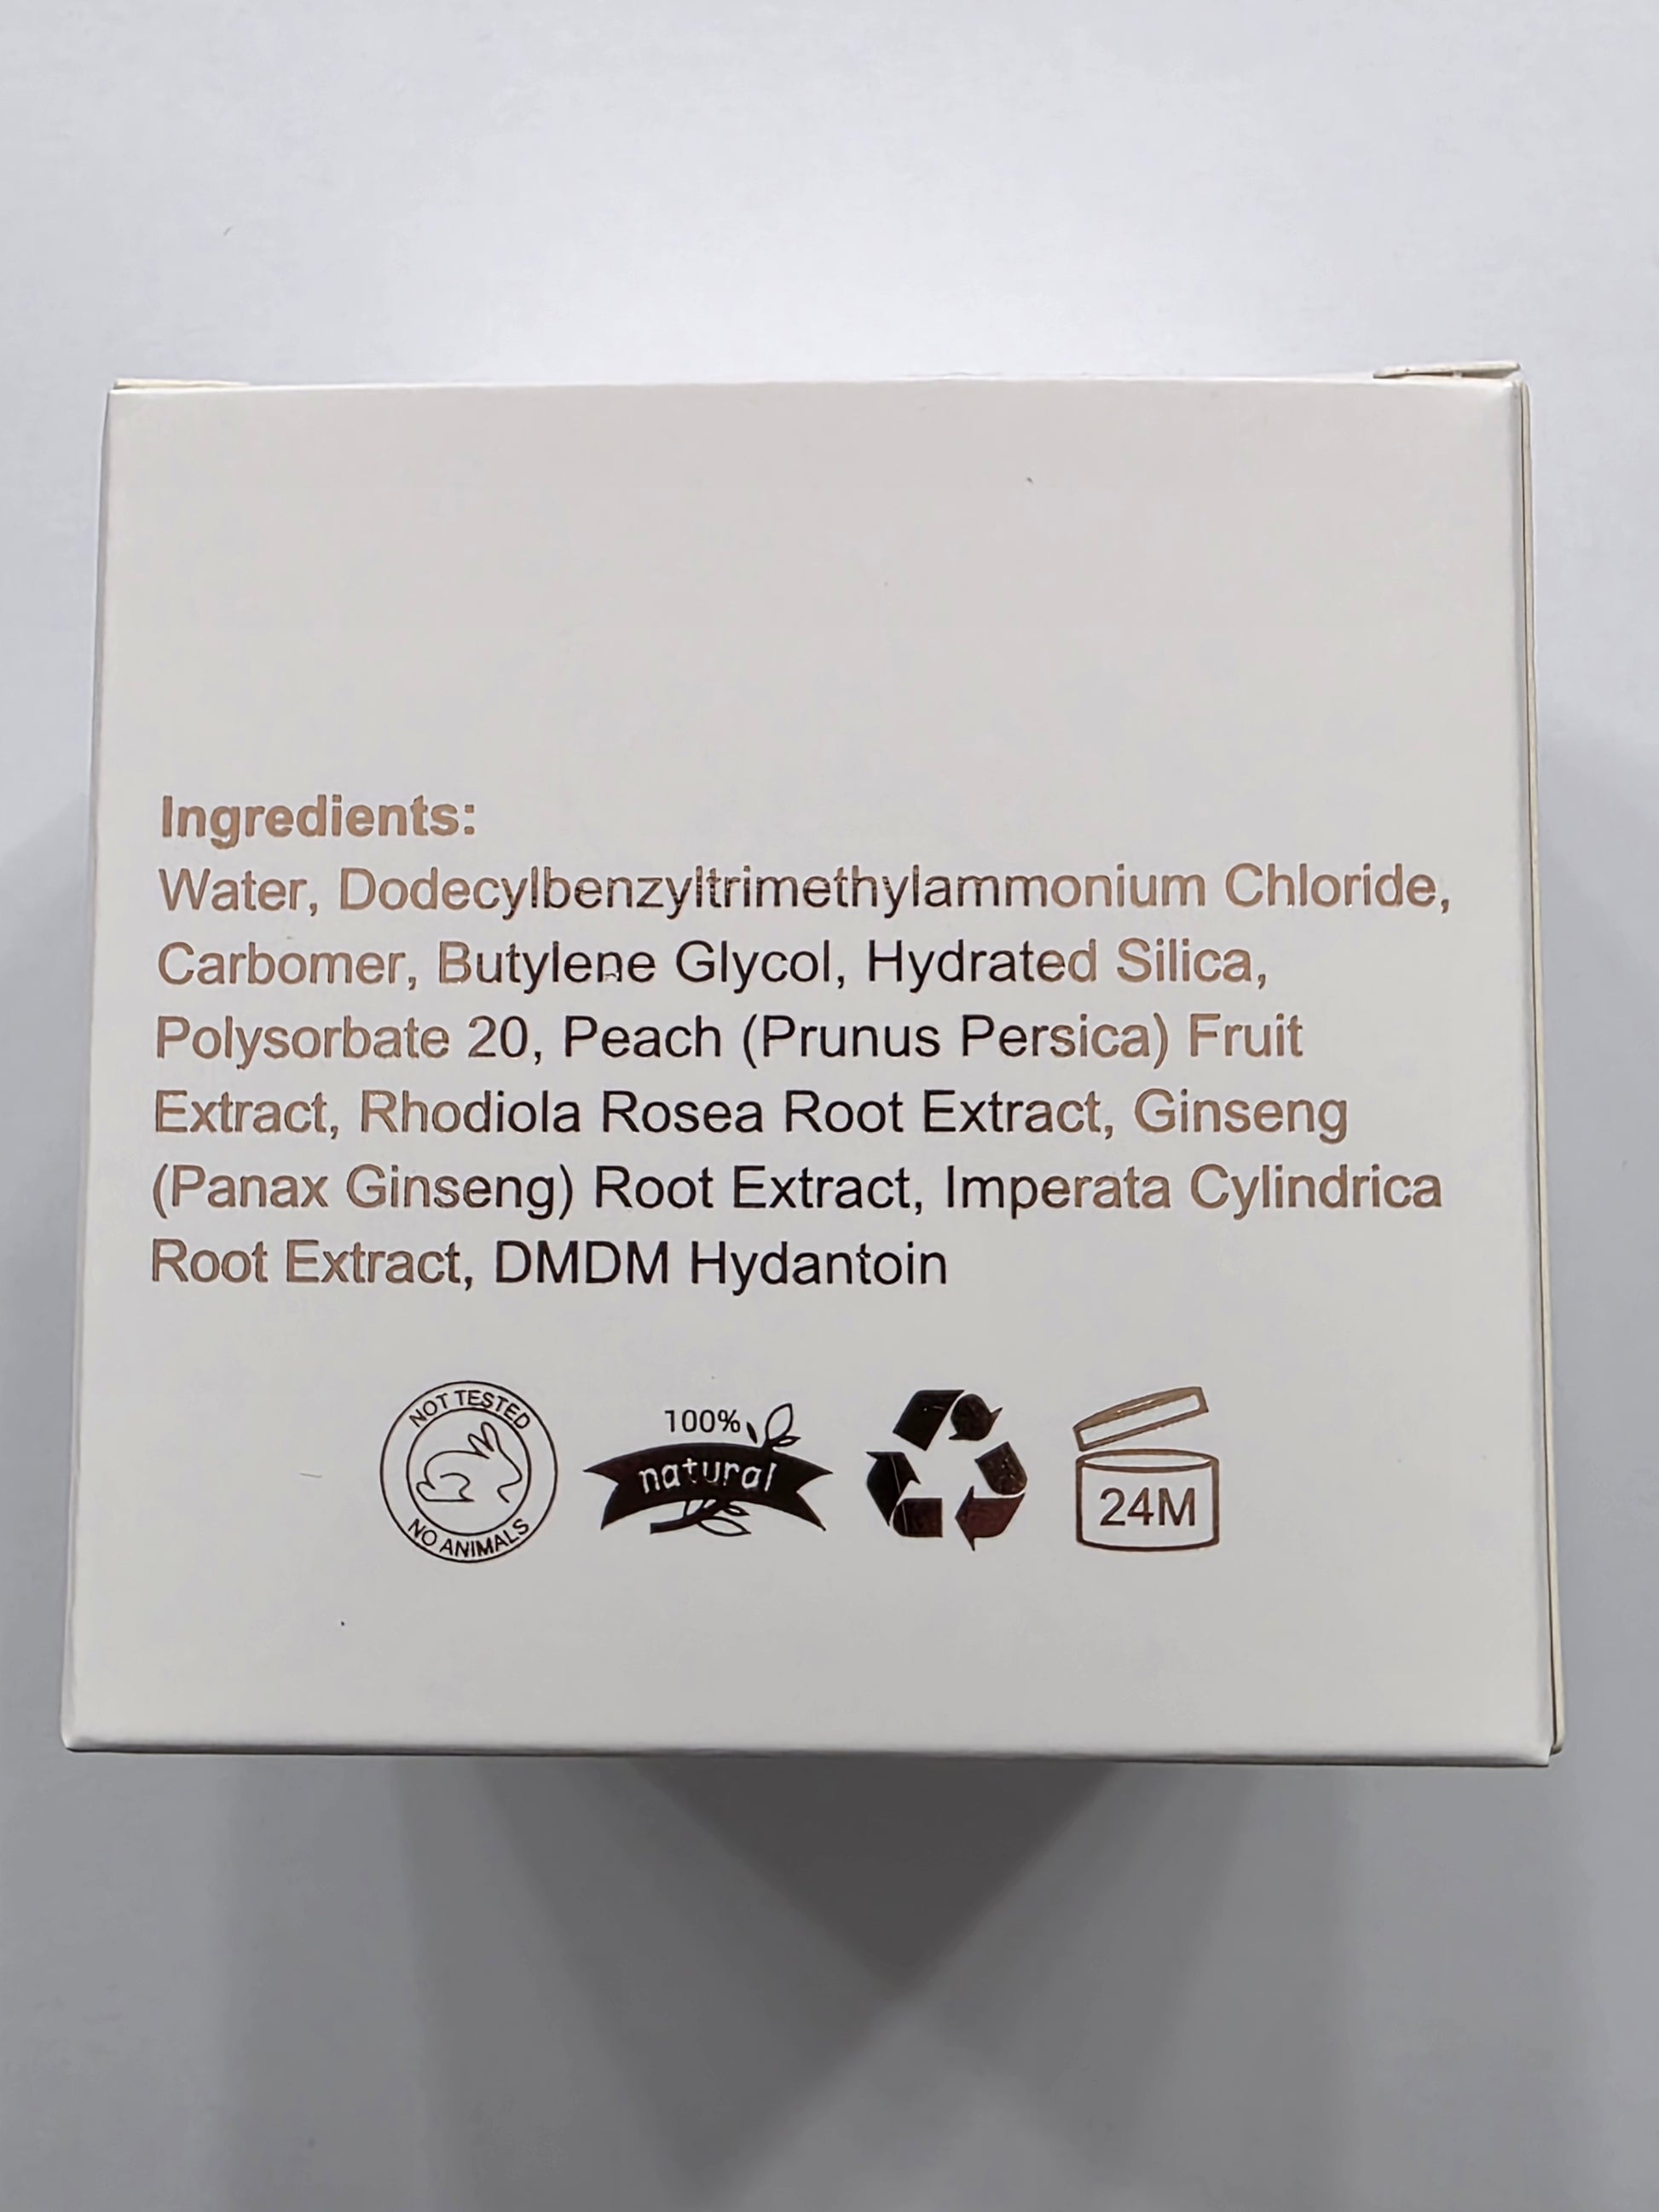 Ingredients:
Water, Dodecylbenzyltrimethylammonium Chloride,
Carbomer, Butylene Glycol, Hydrated Silica,
Polysorbate 20, Peach (Prunus Persica) Fruit
Extract, Rhodiola Rosea Root Extract, Ginseng
(Panax Ginseng) Root Extract, Imperata Cylindrica
Root Extract, DMDM Hydantoin
NOT TESTED
NO ANIMALS
100%
natural
24M